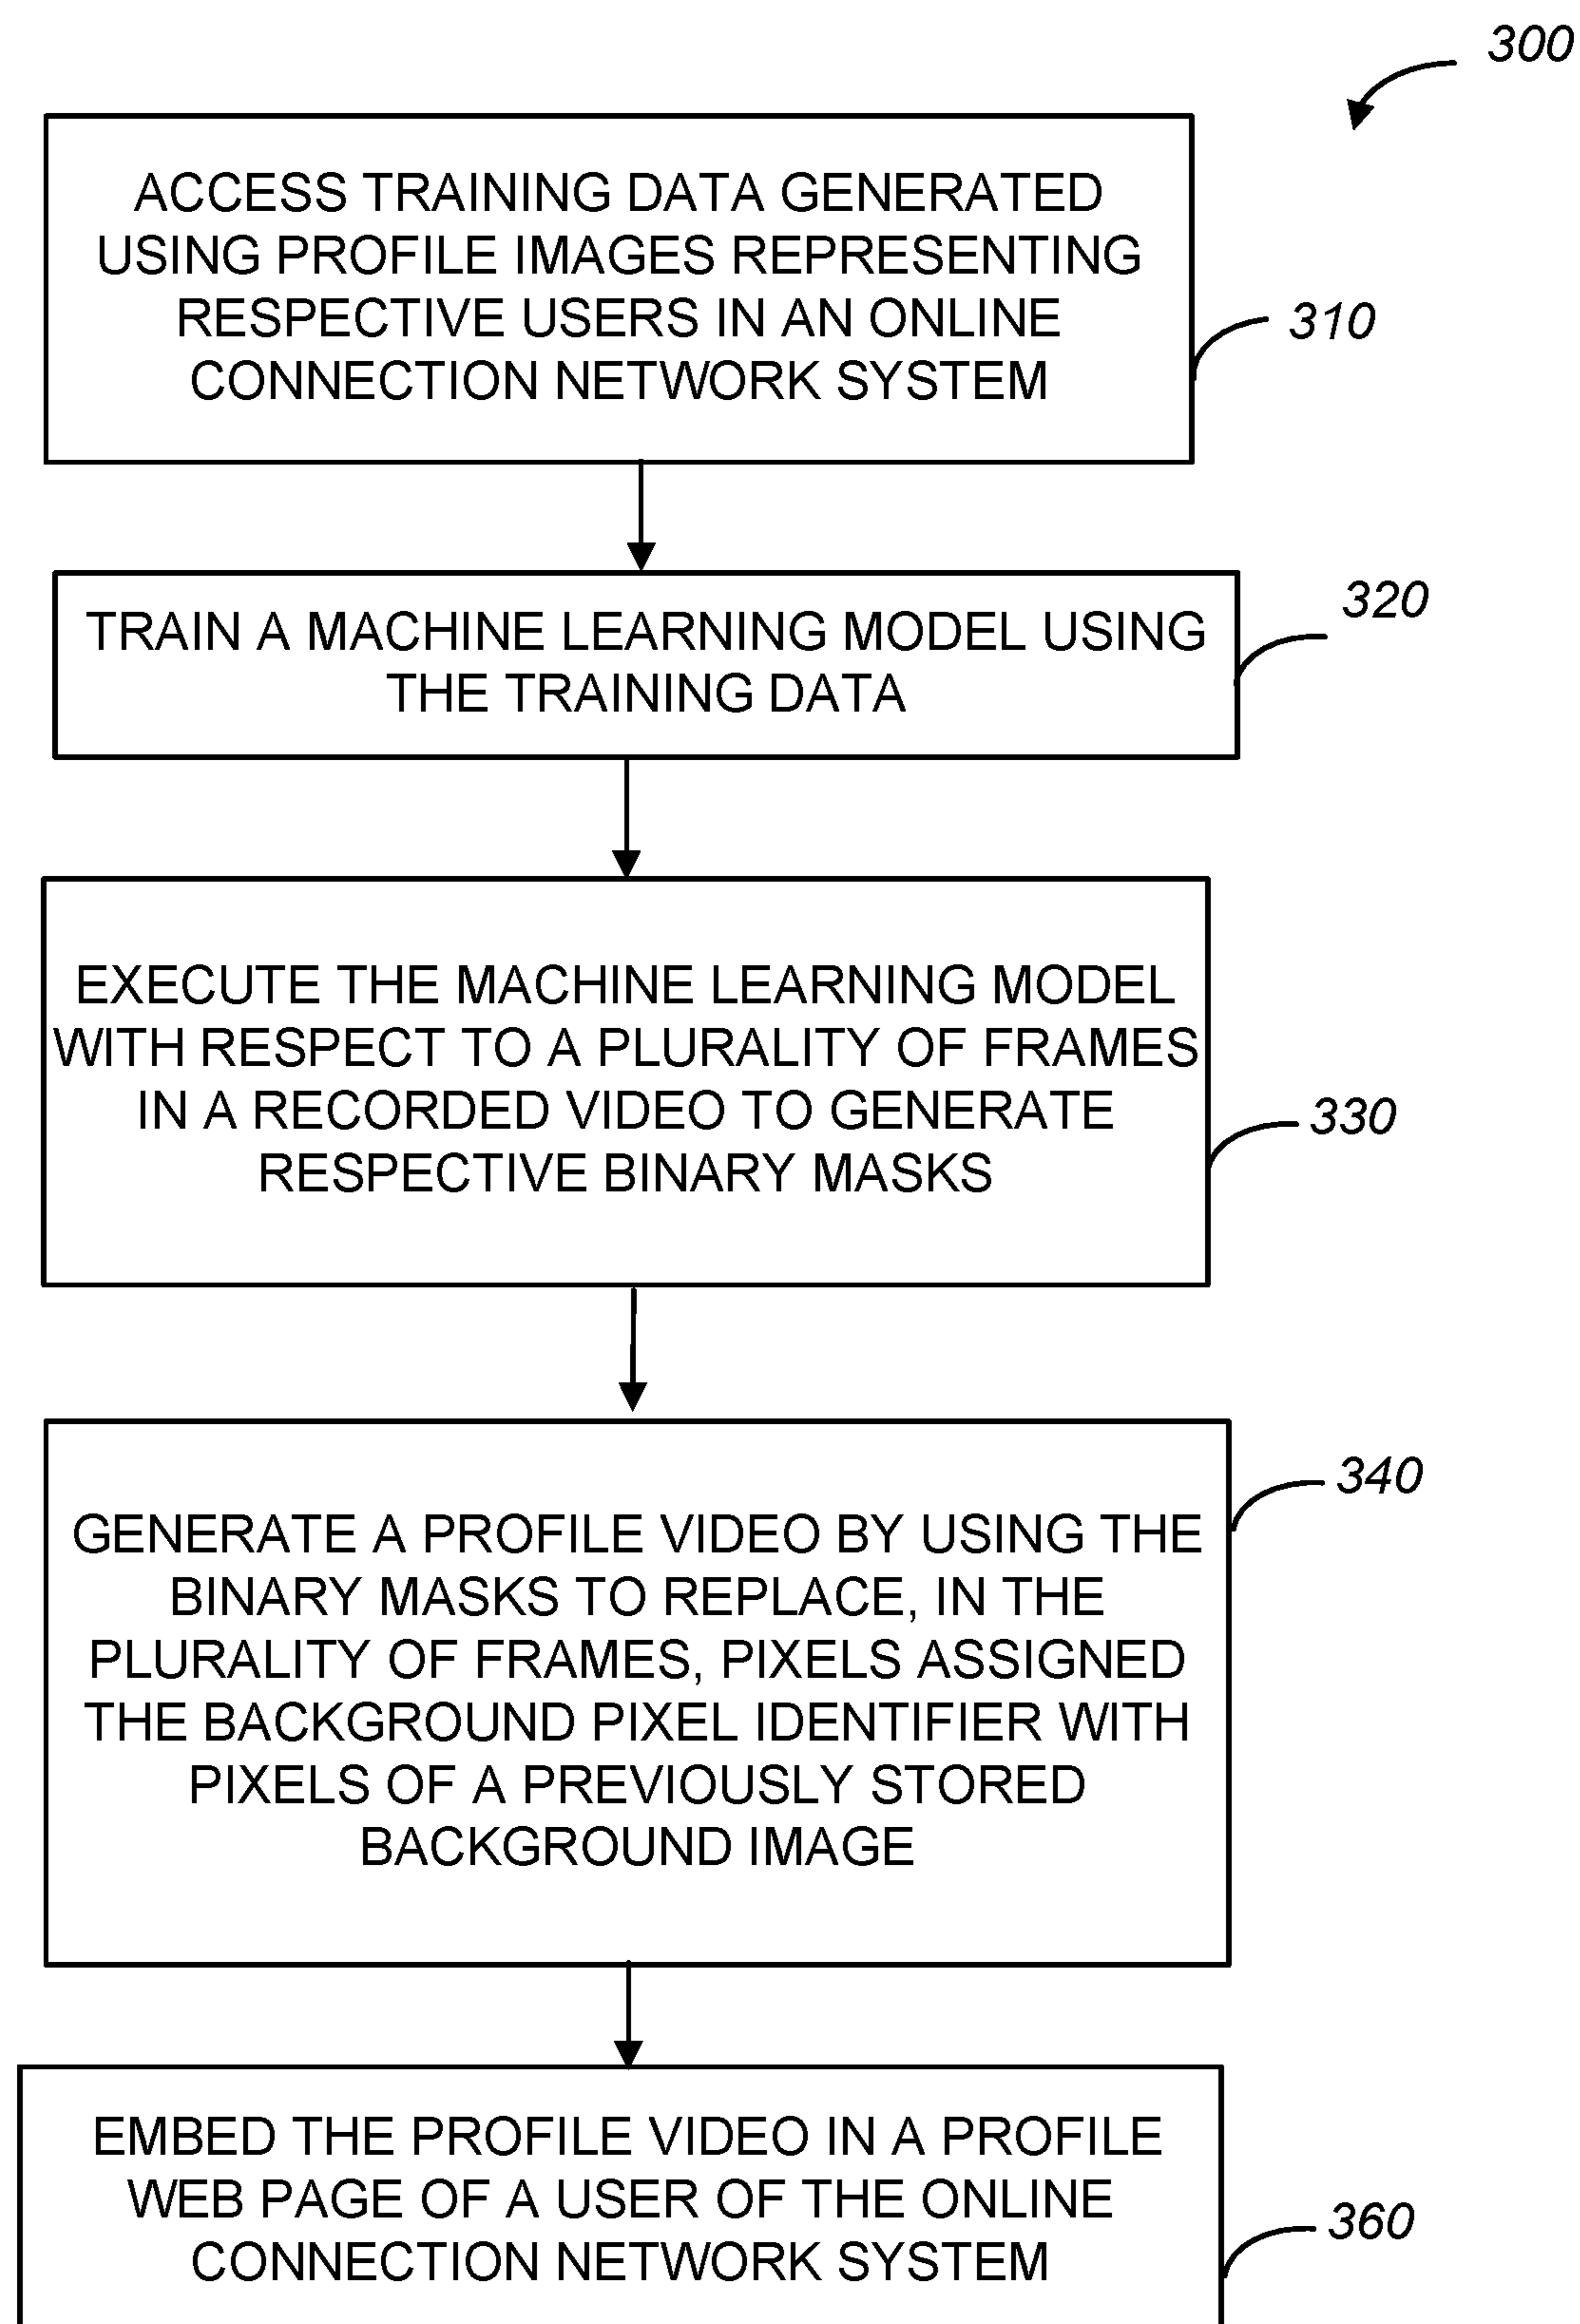 300
ACCESS TRAINING DATA GENERATED
USING PROFILE IMAGES REPRESENTING
RESPECTIVE USERS IN AN ONLINE
CONNECTION NETWORK SYSTEM
310
TRAIN A MACHINE LEARNING MODEL USING
THE TRAINING DATA
320
EXECUTE THE MACHINE LEARNING MODEL
WITH RESPECT TO A PLURALITY OF FRAMES
IN A RECORDED VIDEO TO GENERATE
RESPECTIVE BINARY MASKS
330
GENERATE A PROFILE VIDEO BY USING THE
BINARY MASKS TO REPLACE, IN THE
PLURALITY OF FRAMES, PIXELS ASSIGNED
THE BACKGROUND PIXEL IDENTIFIER WITH
PIXELS OF A PREVIOUSLY STORED
BACKGROUND IMAGE
340
EMBED THE PROFILE VIDEO IN A PROFILE
WEB PAGE OF A USER OF THE ONLINE
CONNECTION NETWORK SYSTEM
360